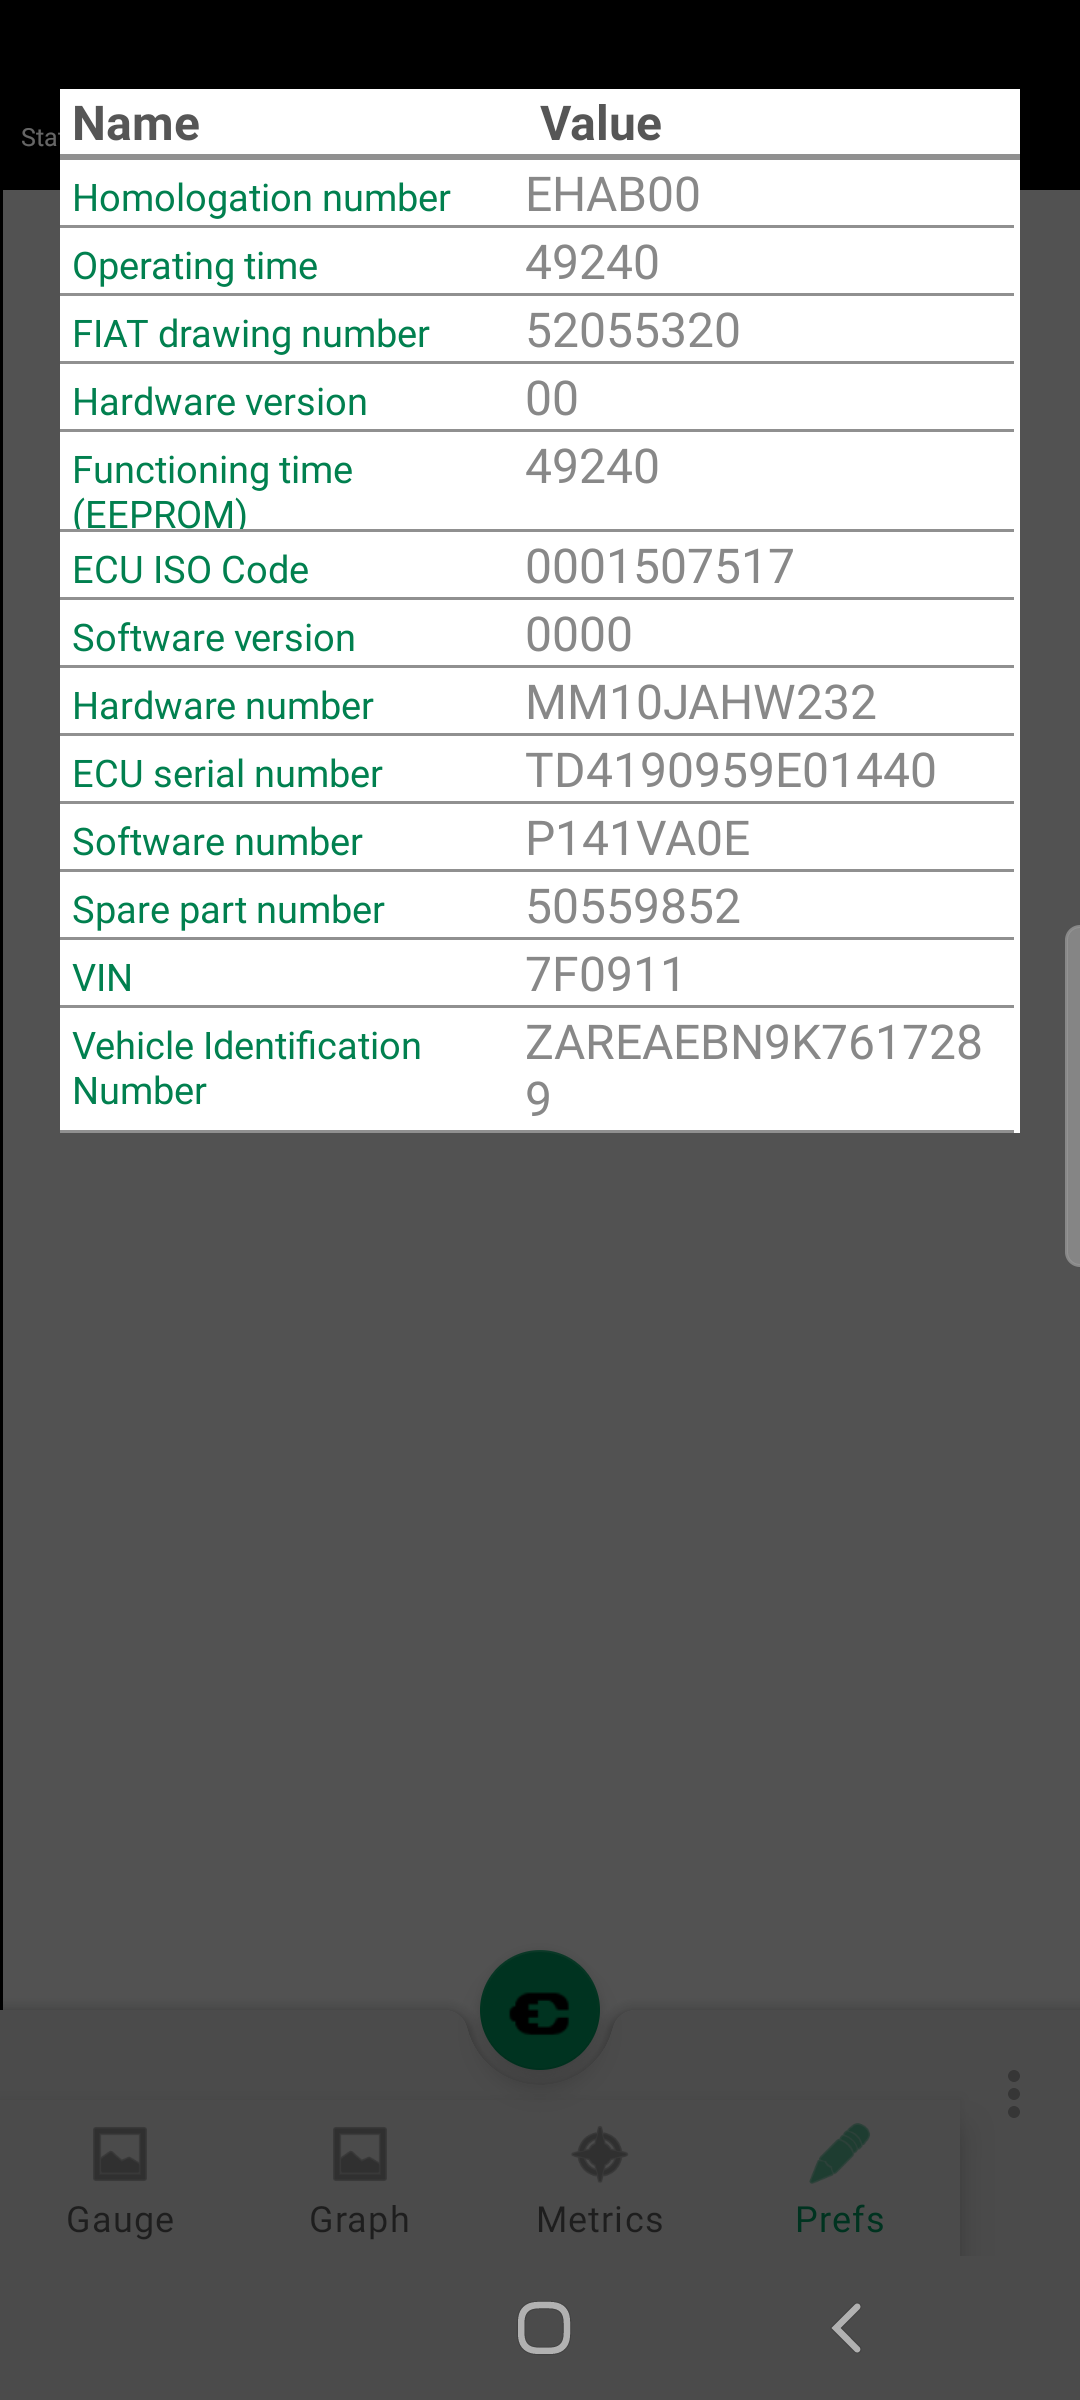 Sta
Name Value
Homologation number EHAB00
Operating time 49240
FIAT drawing number 52055320
Hardware version 00
Functioning time 49240
(EEPROM)
ECU ISO Code 0001507517
Software version 0000
Hardware number MM10JAHW232
ECU serial number TD4190959E01440
Software number P141VA0E
Spare part number 50559852
VIN 7F0911
Vehicle Identification ZAREAEBN9K761728
Number 9
Gauge Graph Metrics Prefs